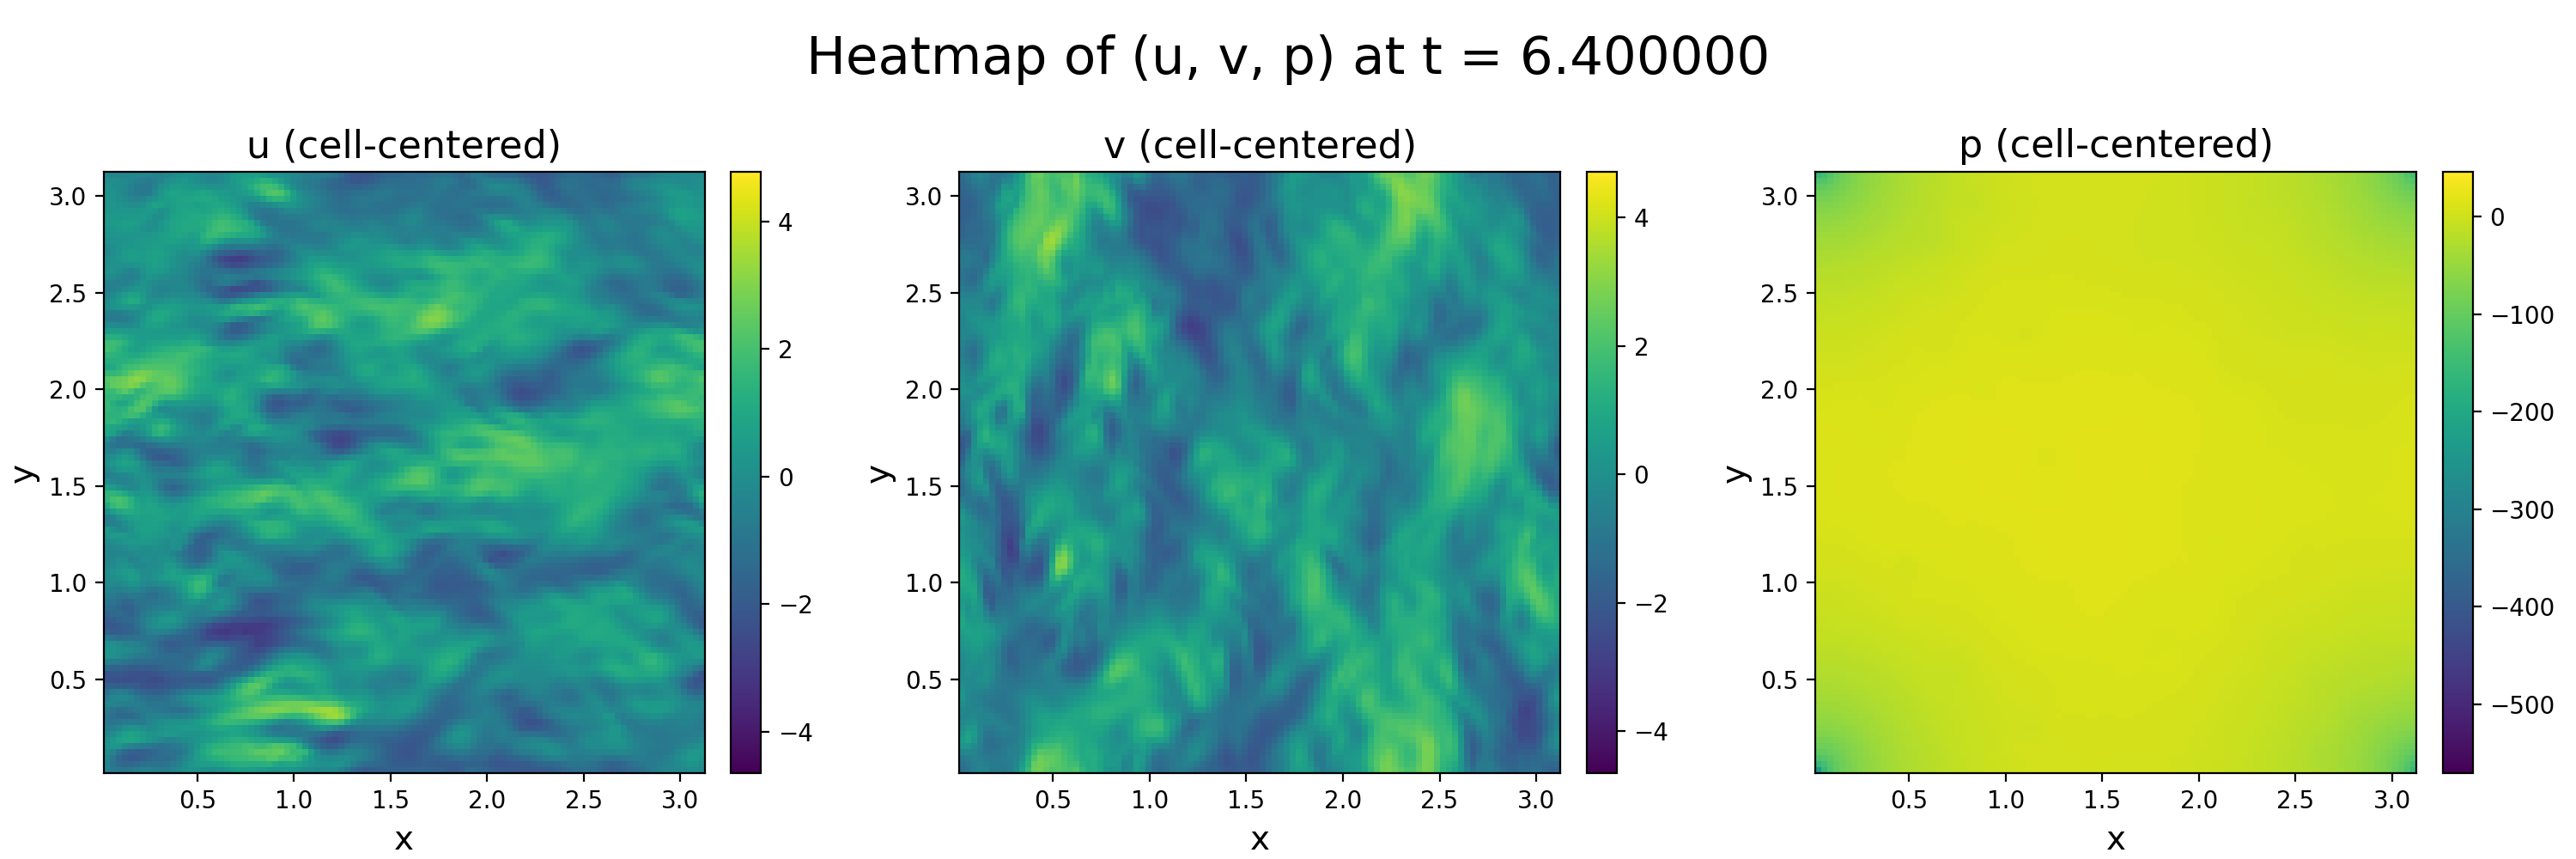 Heatmap of (u, v, p) at t = 6.400000
u (cell-centered)
y
3.0
2.5
2.0
1.5
1.0
0.5
0.5 1.0 1.5 2.0 2.5 3.0
x
4
2
0
−2
−4
v (cell-centered)
y
3.0
2.5
2.0
1.5
1.0
0.5
0.5 1.0 1.5 2.0 2.5 3.0
x
4
2
0
−2
−4
p (cell-centered)
y
3.0
2.5
2.0
1.5
1.0
0.5
0.5 1.0 1.5 2.0 2.5 3.0
x
0
−100
−200
−300
−400
−500